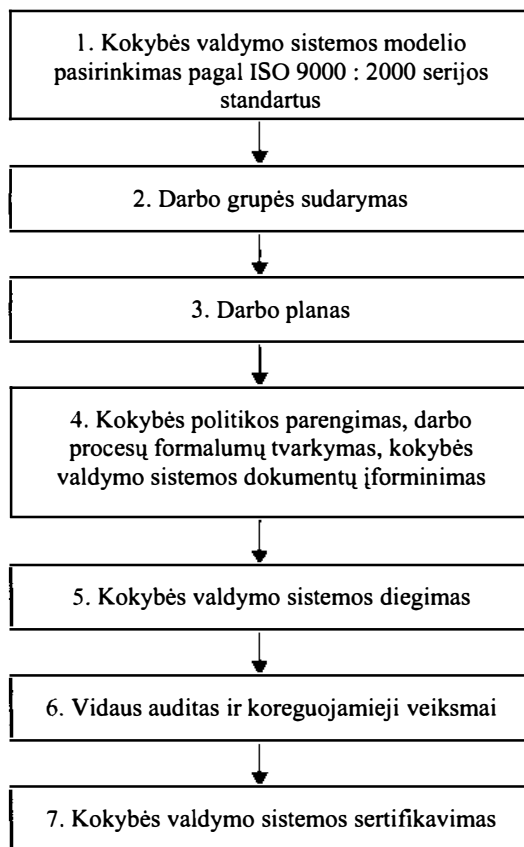 1. Kokybės valdymo sistemos modelio
pasirinkimas pagal ISO 9000 : 2000 serijos
standartus
2. Darbo grupės sudarymas
3. Darbo planas
4. Kokybės politikos parengimas, darbo
procesų formalumų tvarkymas, kokybės
valdymo sistemos dokumentų įforminimas
5. Kokybės valdymo sistemos diegimas
6. Vidaus auditas ir koreguojamieji veiksmai
7. Kokybės valdymo sistemos sertifikavimas